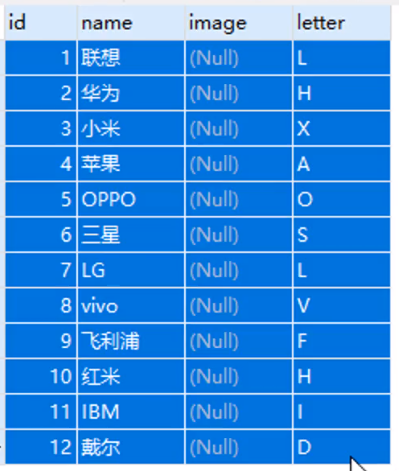 id name image letter
1 联想 (Null) L
2 华为 (Null) H
3 小米 (Null) X
4 苹果 (Null) A
5 OPPO (Null) O
6 三星 (Null) S
7 LG (Null) L
8 vivo (Null) V
9 飞利浦 (Null) F
10 红米 (Null) H
11 IBM (Null) I
12 戴尔 (Null) D